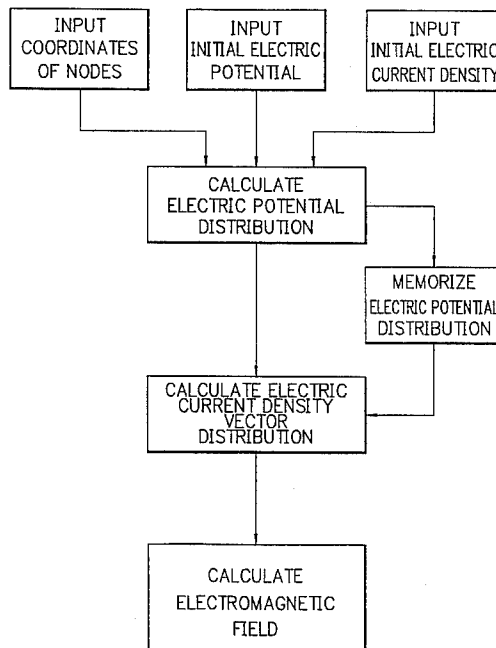 INPUT
COORDINATES
OF NODES
INPUT
INITIAL ELECTRIC
POTENTIAL
INPUT
INITIAL ELECTRIC
CURRENT DENSITY
CALCULATE
ELECTRIC POTENTIAL
DISTRIBUTION
MEMORIZE
ELECTRIC POTENTIAL
DISTRIBUTION
CALCULATE ELECTRIC
CURRENT DENSITY
VECTOR
DISTRIBUTION
CALCULATE
ELECTROMAGNETIC
FIELD